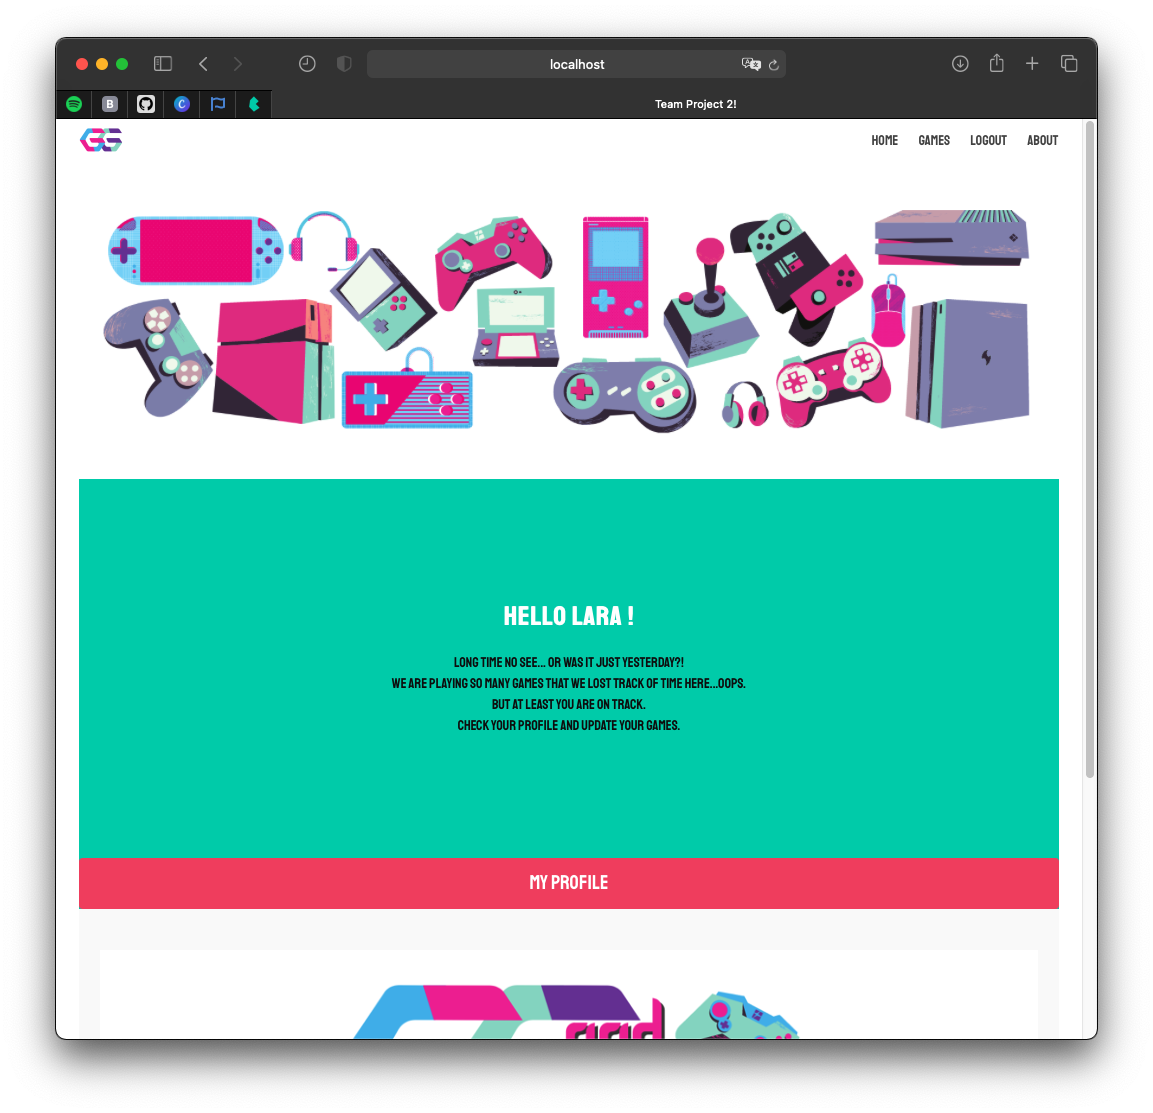 localhost
B
C
Team Project 2!
GS
HOME GAMES LOGOUT ABOUT
HELLO LARA !
LONG TIME NO SEE... OR WAS IT JUST YESTERDAY?!
WE ARE PLAYING SO MANY GAMES THAT WE LOST TRACK OF TIME HERE...OOPS.
BUT AT LEAST YOU ARE ON TRACK.
CHECK YOUR PROFILE AND UPDATE YOUR GAMES.
MY PROFILE